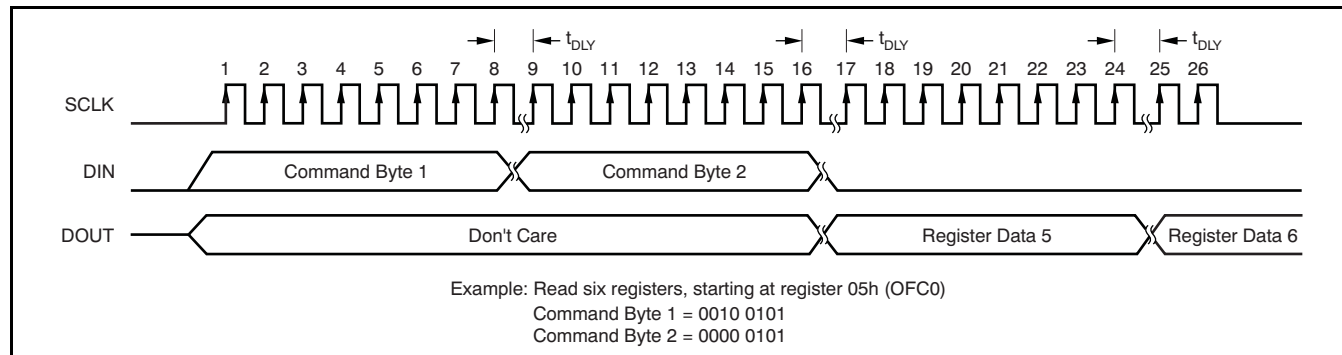 t_DLY t_DLY t_DLY
1 2 3 4 5 6 7 8 9 10 11 12 13 14 15 16 17 18 19 20 21 22 23 24 25 26
SCLK
DIN Command Byte 1 Command Byte 2
DOUT Don't Care Register Data 5 Register Data 6
Example: Read six registers, starting at register 05h (OFC0)
Command Byte 1 = 0010 0101
Command Byte 2 = 0000 0101